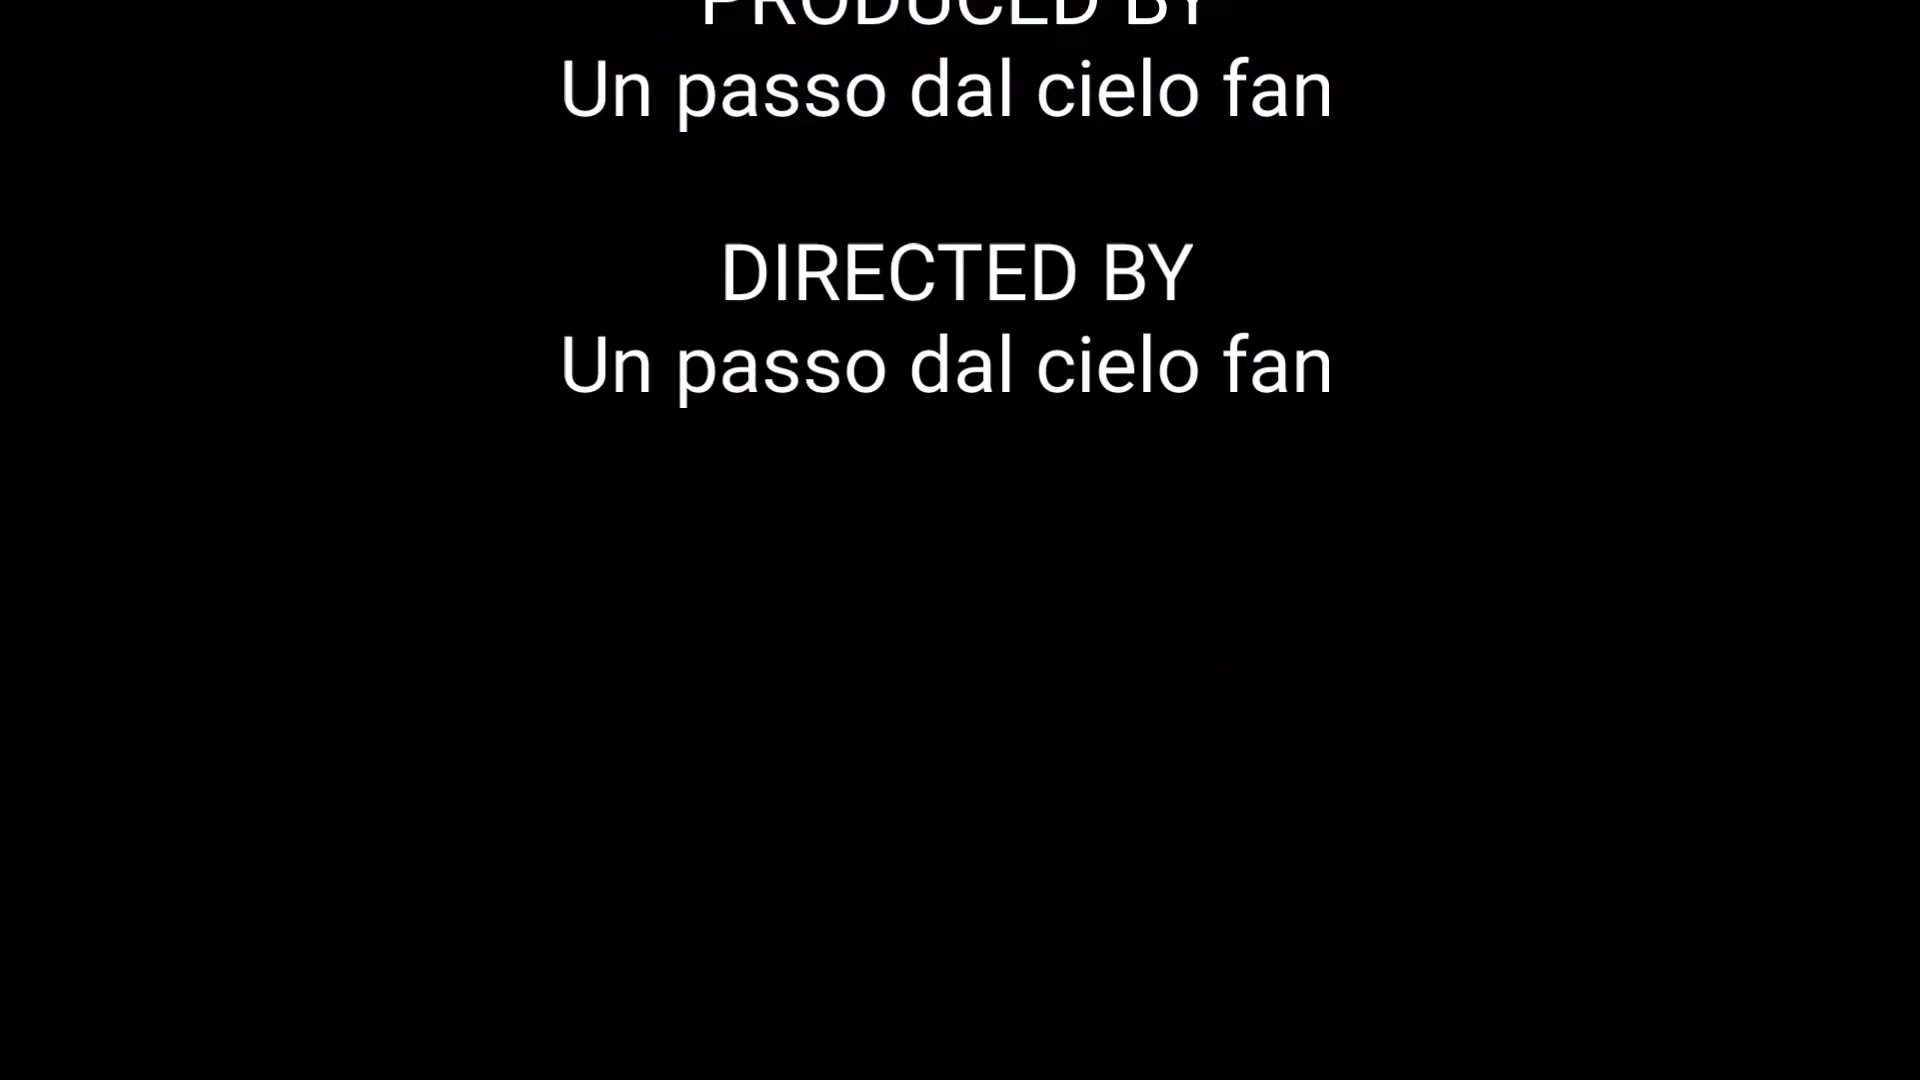 PRODUCED BY
Un passo dal cielo fan
DIRECTED BY
Un passo dal cielo fan